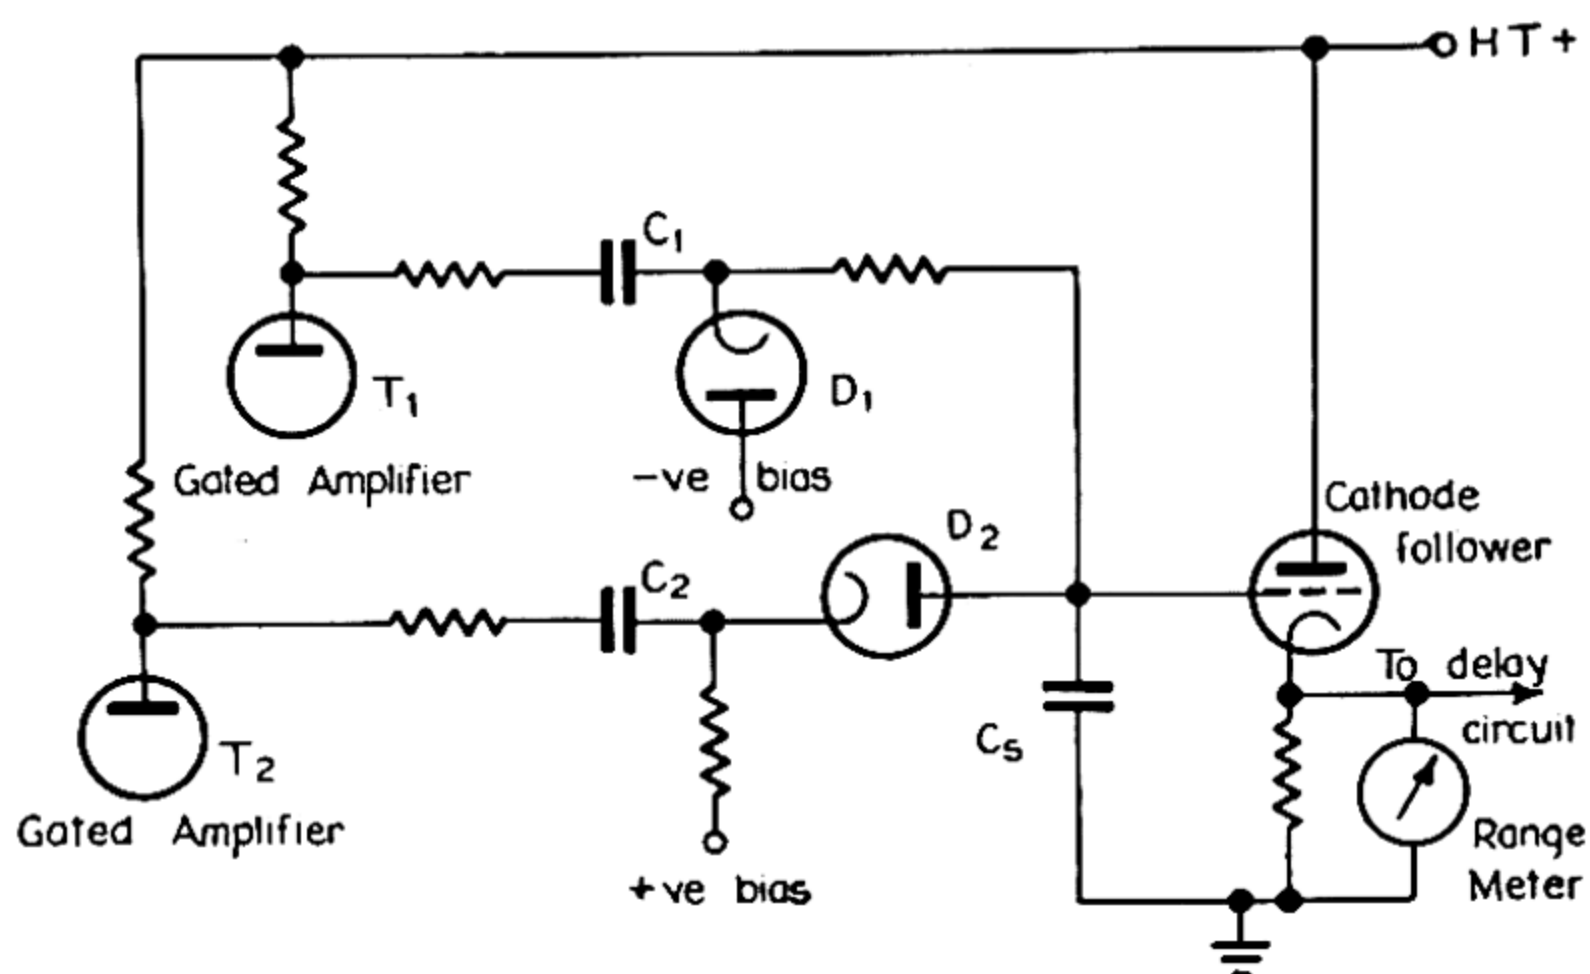 HT+
C1
T1
D1
Gated Amplifier
-ve bias
Cathode
follower
D2
C2
To delay
circuit
Cs
T2
Range
Meter
Gated Amplifier
+ve bias